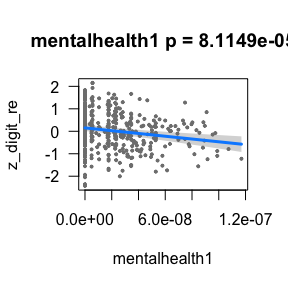 mentalhealth1 p = 8.1149e-05
z_digit_re
2
1
0
-1
-2
0.0e+00 6.0e-08 1.2e-07
mentalhealth1